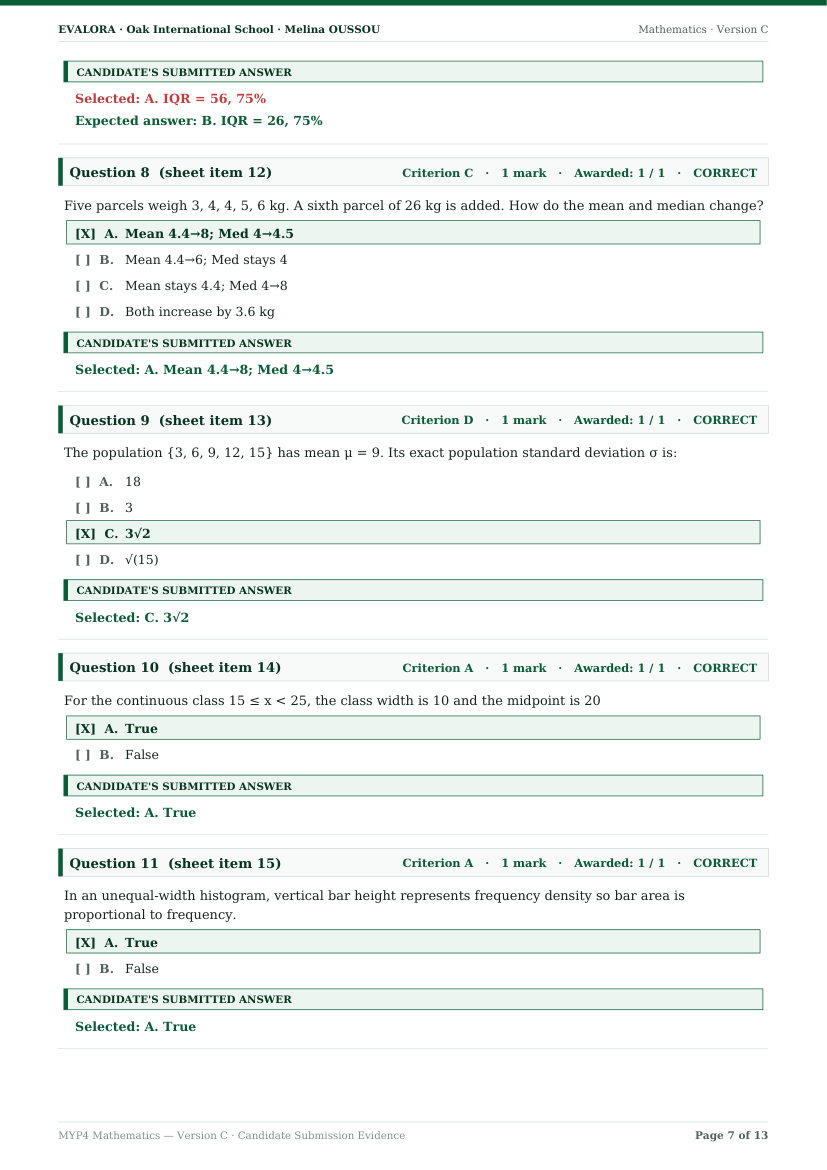 EVALORA · Oak International School · Melina OUSSOU
Mathematics · Version C
CANDIDATE'S SUBMITTED ANSWER
Selected: A. IQR = 56, 75%
Expected answer: B. IQR = 26, 75%
Question 8 (sheet item 12)
Criterion C · 1 mark · Awarded: 1 / 1 · CORRECT
Five parcels weigh 3, 4, 4, 5, 6 kg. A sixth parcel of 26 kg is added. How do the mean and median change?
[X] A. Mean 4.4→8; Med 4→4.5
[ ] B. Mean 4.4→6; Med stays 4
[ ] C. Mean stays 4.4; Med 4→8
[ ] D. Both increase by 3.6 kg
CANDIDATE'S SUBMITTED ANSWER
Selected: A. Mean 4.4→8; Med 4→4.5
Question 9 (sheet item 13)
Criterion D · 1 mark · Awarded: 1 / 1 · CORRECT
The population {3, 6, 9, 12, 15} has mean μ = 9. Its exact population standard deviation σ is:
[ ] A. 18
[ ] B. 3
[X] C. 3√2
[ ] D. √(15)
CANDIDATE'S SUBMITTED ANSWER
Selected: C. 3√2
Question 10 (sheet item 14)
Criterion A · 1 mark · Awarded: 1 / 1 · CORRECT
For the continuous class 15 ≤ x < 25, the class width is 10 and the midpoint is 20
[X] A. True
[ ] B. False
CANDIDATE'S SUBMITTED ANSWER
Selected: A. True
Question 11 (sheet item 15)
Criterion A · 1 mark · Awarded: 1 / 1 · CORRECT
In an unequal-width histogram, vertical bar height represents frequency density so bar area is
proportional to frequency.
[X] A. True
[ ] B. False
CANDIDATE'S SUBMITTED ANSWER
Selected: A. True
MYP4 Mathematics — Version C · Candidate Submission Evidence
Page 7 of 13